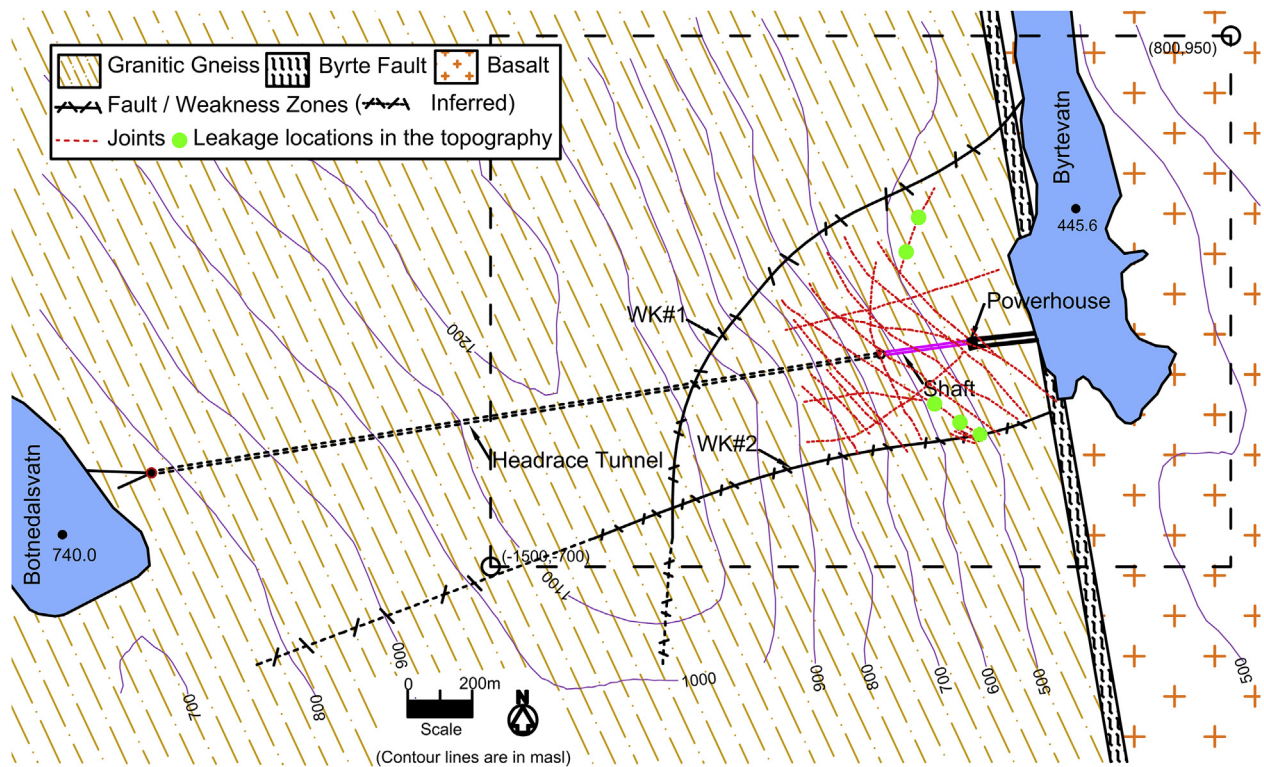 (800,950)
Granitic Gneiss Byrte Fault Basalt
Fault / Weakness Zones ( Inferred)
Joints Leakage locations in the topography
Byrtevatn
445.6
Powerhouse
WK#1
1200
Shaft
WK#2
Headrace Tunnel
Botnedalsvatn
740.0
(-1500,-700)
1100
900
1000
700
800
900
800
700
600
500
500
0 200m
Scale
N
(Contour lines are in masl)